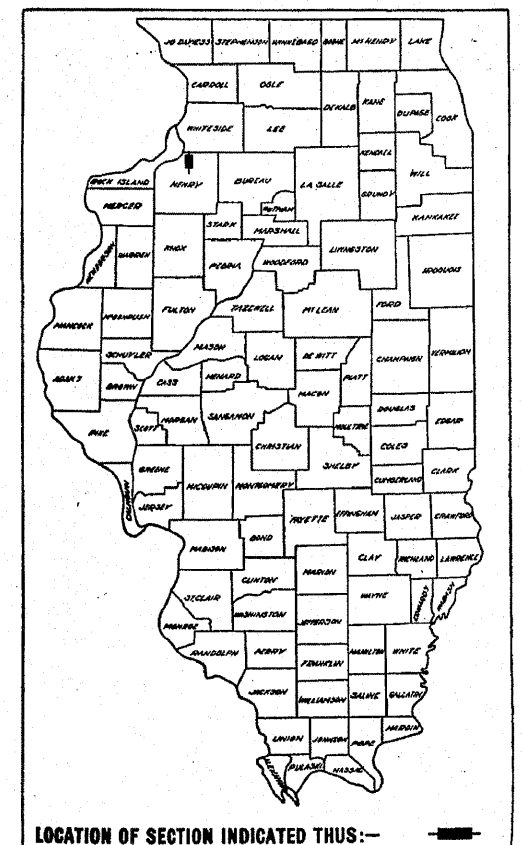 JO DAVIESS STEPHENSON WINNEBAGO BOONE McHENRY LAKE
CARROLL OGLE
DEKALB KANE DUPAGE COOK
WHITESIDE LEE
KENDALL WILL
ROCK ISLAND HENRY BUREAU LA SALLE GRUNDY
MERCER PUTNAM KANKAKEE
STARK MARSHALL
HENDERSON WARREN KNOX PEORIA WOODFORD LIVINGSTON IROQUOIS
HANCOCK McDONOUGH FULTON TAZEWELL McLEAN FORD
MASON
SCHUYLER LOGAN DE WITT CHAMPAIGN VERMILION
ADAMS BROWN CASS MENARD PIATT
MACON
PIKE SCOTT MORGAN SANGAMON DOUGLAS EDGAR
MOULTRIE COLES
CHRISTIAN SHELBY
GREENE CUMBERLAND CLARK
CALHOUN JERSEY MACOUPIN MONTGOMERY
FAYETTE EFFINGHAM JASPER CRAWFORD
MADISON BOND
CLAY RICHLAND LAWRENCE
CLINTON MARION
ST. CLAIR WAYNE EDWARDS WABASH
WASHINGTON
MONROE JEFFERSON
RANDOLPH PERRY HAMILTON WHITE
FRANKLIN
JACKSON WILLIAMSON SALINE GALLATIN
UNION JOHNSON POPE HARDIN
ALEXANDER PULASKI MASSAC
LOCATION OF SECTION INDICATED THUS:-